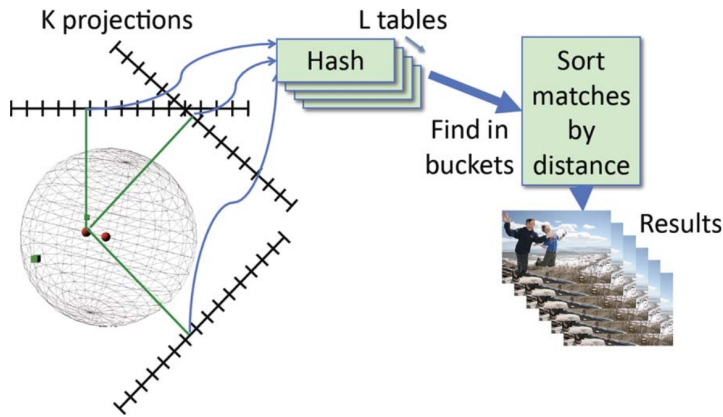 K projections
L tables
Hash
Sort
matches
by
distance
Find in
buckets
Results